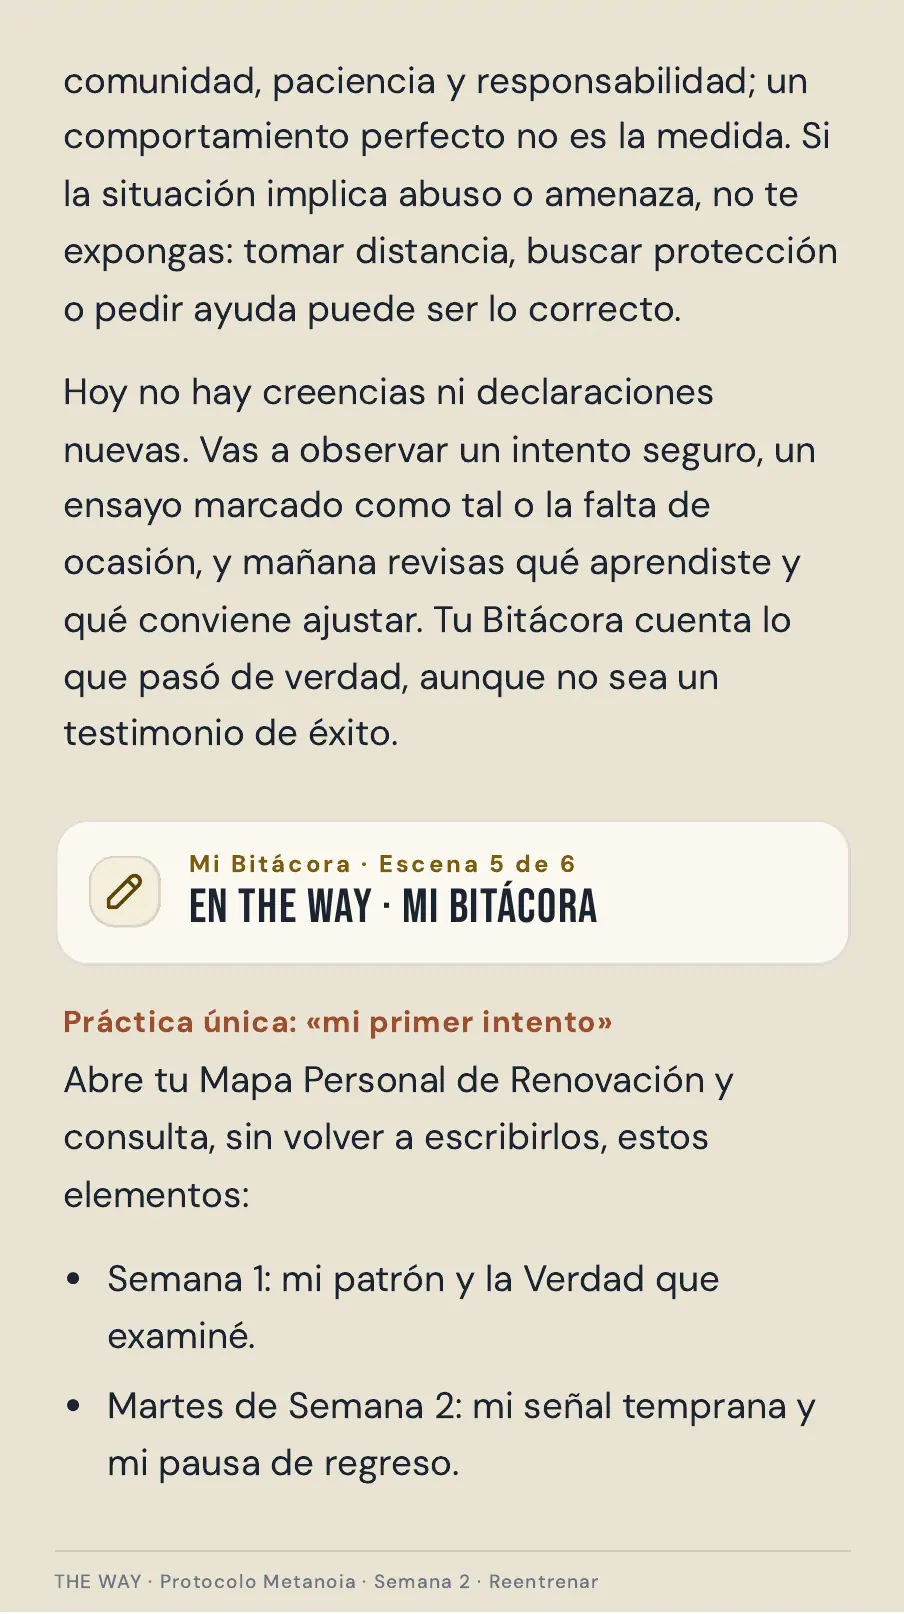 comunidad, paciencia y responsabilidad; un
comportamiento perfecto no es la medida. Si
la situación implica abuso o amenaza, no te
expongas: tomar distancia, buscar protección
o pedir ayuda puede ser lo correcto.
Hoy no hay creencias ni declaraciones
nuevas. Vas a observar un intento seguro, un
ensayo marcado como tal o la falta de
ocasión, y mañana revisas qué aprendiste y
qué conviene ajustar. Tu Bitácora cuenta lo
que pasó de verdad, aunque no sea un
testimonio de éxito.
Mi Bitácora · Escena 5 de 6
EN THE WAY · MI BITÁCORA
Práctica única: «mi primer intento»
Abre tu Mapa Personal de Renovación y
consulta, sin volver a escribirlos, estos
elementos:
• Semana 1: mi patrón y la Verdad que
examiné.
• Martes de Semana 2: mi señal temprana y
mi pausa de regreso.
THE WAY · Protocolo Metanoia · Semana 2 · Reentrenar